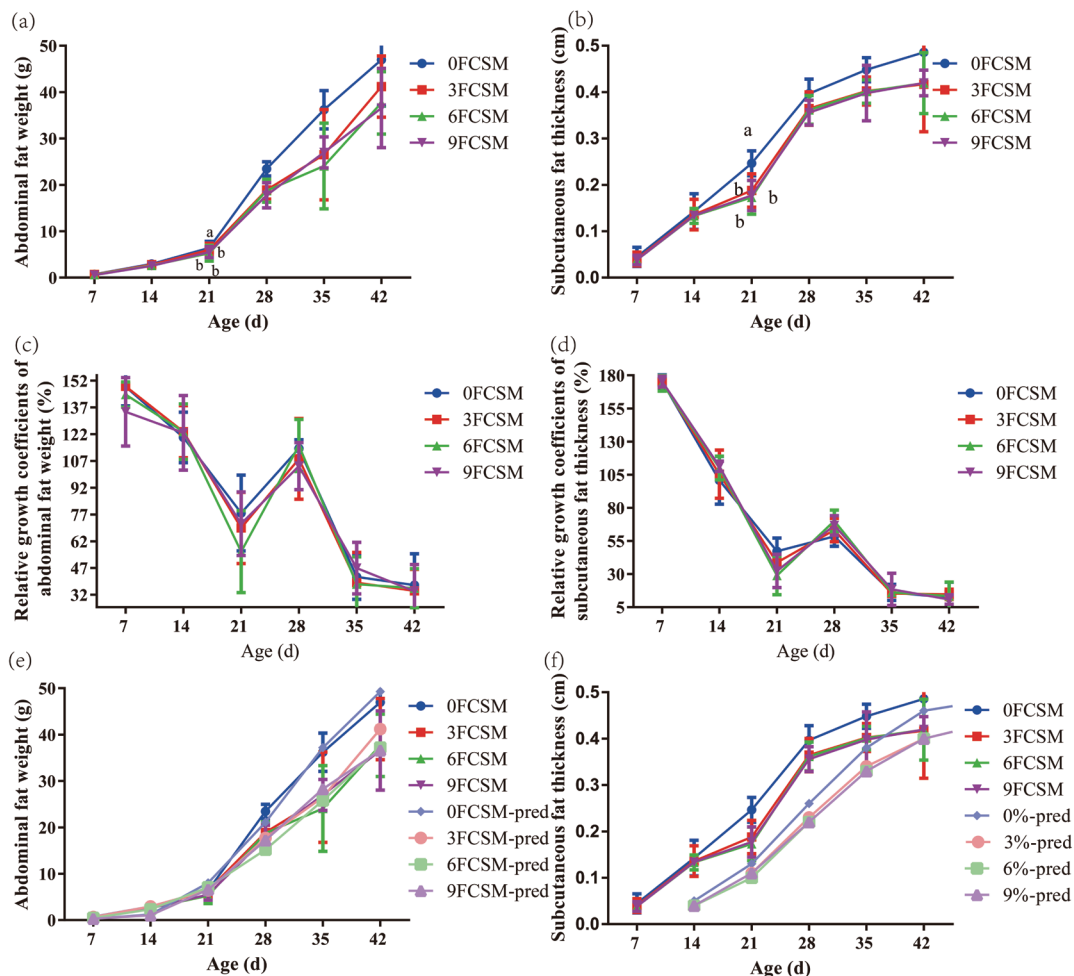 (a)
Abdominal fat weight (g)
50
40
30
20
10
0
7 14 21 28 35 42
Age (d)
a
b
b
b
0FCSM
3FCSM
6FCSM
9FCSM
(b)
Subcutaneous fat thickness (cm)
0.5
0.4
0.3
0.2
0.1
0.0
7 14 21 28 35 42
Age (d)
a
b
b
b
0FCSM
3FCSM
6FCSM
9FCSM
(c)
Relative growth coefficients of
abdominal fat weight (%)
152
137
122
107
92
77
62
47
32
7 14 21 28 35 42
Age (d)
0FCSM
3FCSM
6FCSM
9FCSM
(d)
Relative growth coefficients of
subcutaneous fat thickness (%)
180
155
130
105
80
55
30
5
7 14 21 28 35 42
Age (d)
0FCSM
3FCSM
6FCSM
9FCSM
(e)
Abdominal fat weight (g)
50
40
30
20
10
0
7 14 21 28 35 42
Age (d)
0FCSM
3FCSM
6FCSM
9FCSM
0FCSM-pred
3FCSM-pred
6FCSM-pred
9FCSM-pred
(f)
Subcutaneous fat thickness (cm)
0.5
0.4
0.3
0.2
0.1
0.0
7 14 21 28 35 42
Age (d)
0FCSM
3FCSM
6FCSM
9FCSM
0%-pred
3%-pred
6%-pred
9%-pred